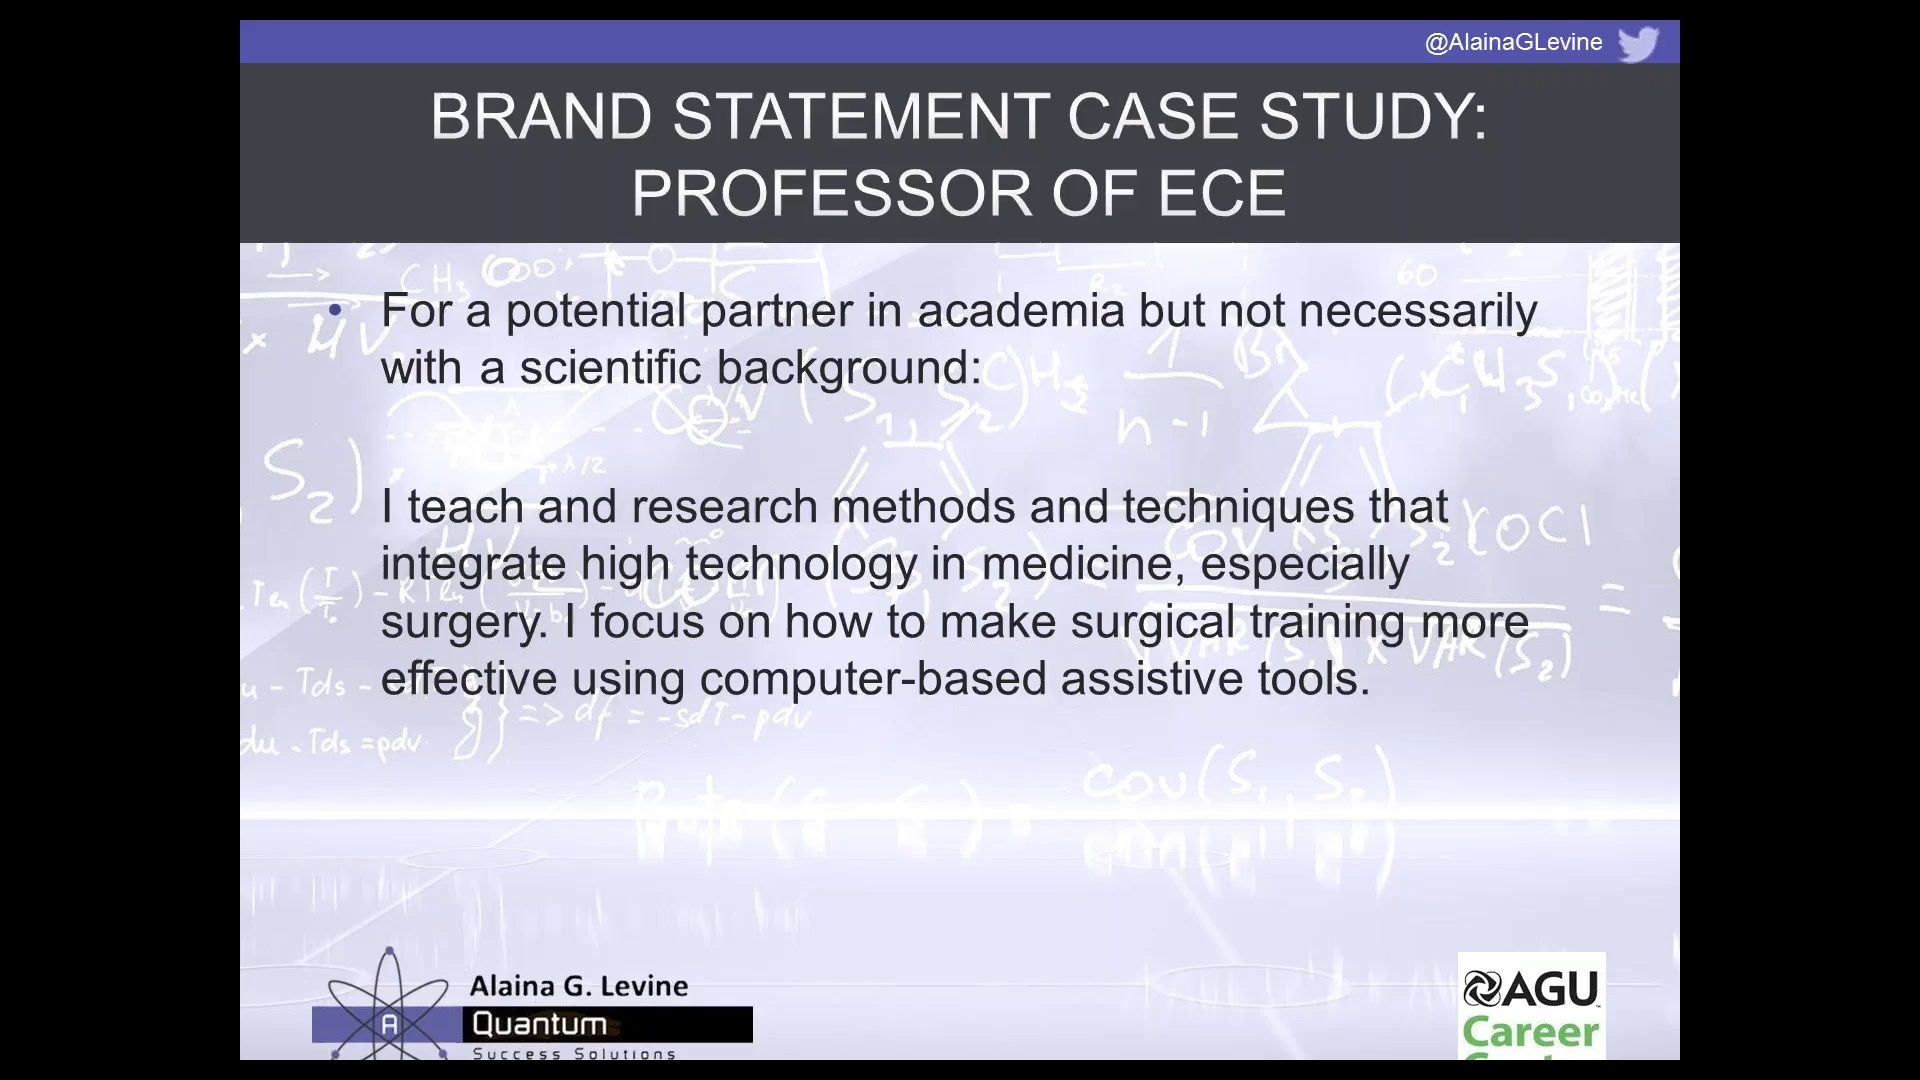 @AlainaGLevine
BRAND STATEMENT CASE STUDY:
PROFESSOR OF ECE
• For a potential partner in academia but not necessarily
with a scientific background:
I teach and research methods and techniques that
integrate high technology in medicine, especially
surgery. I focus on how to make surgical training more
effective using computer-based assistive tools.
Alaina G. Levine
A
Quantum
Success Solutions
AGU
Career